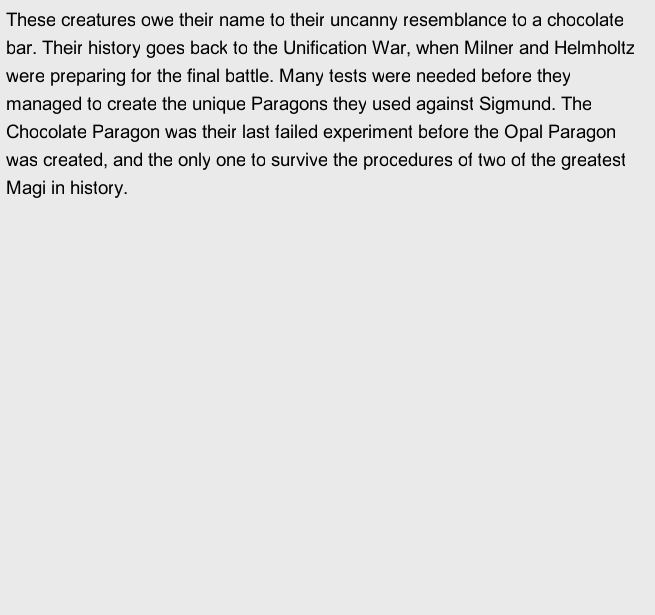 These creatures owe their name to their uncanny resemblance to a chocolate
bar. Their history goes back to the Unification War, when Milner and Helmholtz
were preparing for the final battle. Many tests were needed before they
managed to create the unique Paragons they used against Sigmund. The
Chocolate Paragon was their last failed experiment before the Opal Paragon
was created, and the only one to survive the procedures of two of the greatest
Magi in history.